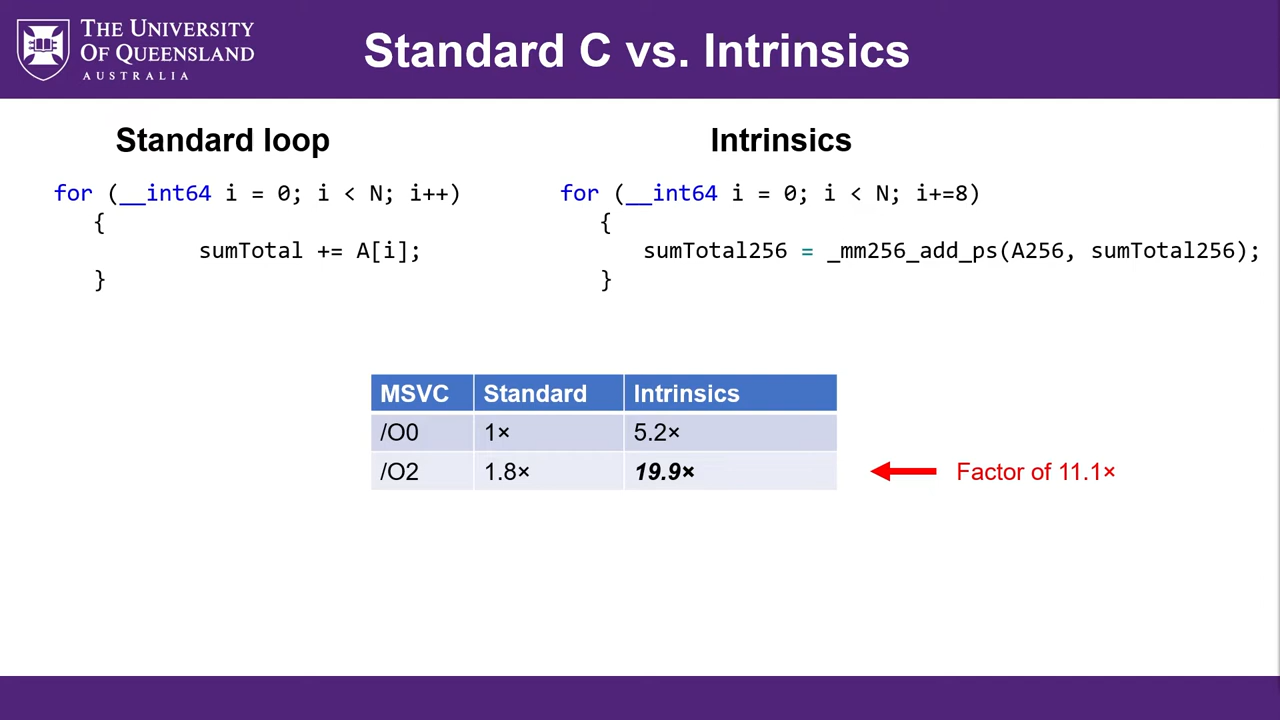 THE UNIVERSITY
OF QUEENSLAND
AUSTRALIA
Standard C vs. Intrinsics
Standard loop
for (__int64 i = 0; i < N; i++)
{
sumTotal += A[i];
}
Intrinsics
for (__int64 i = 0; i < N; i+=8)
{
sumTotal256 = _mm256_add_ps(A256, sumTotal256);
}
MSVC Standard Intrinsics
/O0 1× 5.2×
/O2 1.8× 19.9×
Factor of 11.1×